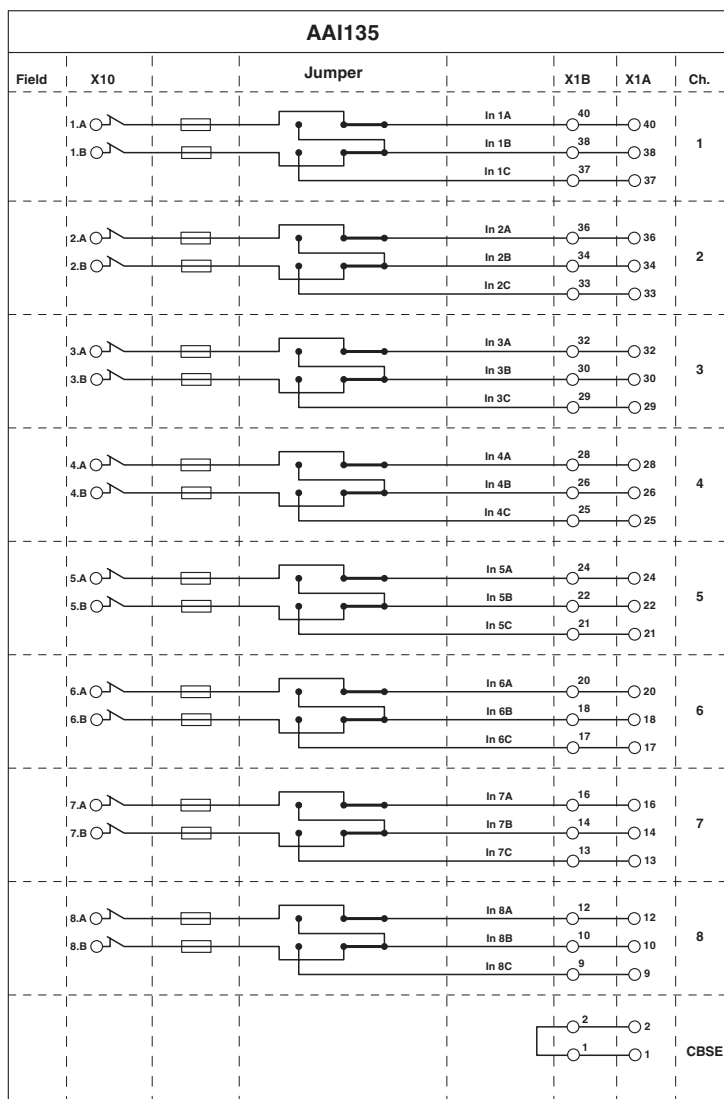 AAI135
Field X10 Jumper X1B X1A Ch.
1.A In 1A 40 40
1.B In 1B 38 38
1
In 1C 37 37
2.A In 2A 36 36
2.B In 2B 34 34
2
In 2C 33 33
3.A In 3A 32 32
3.B In 3B 30 30
3
In 3C 29 29
4.A In 4A 28 28
4.B In 4B 26 26
4
In 4C 25 25
5.A In 5A 24 24
5.B In 5B 22 22
5
In 5C 21 21
6.A In 6A 20 20
6.B In 6B 18 18
6
In 6C 17 17
7.A In 7A 16 16
7.B In 7B 14 14
7
In 7C 13 13
8.A In 8A 12 12
8.B In 8B 10 10
8
In 8C 9 9
2 2
1 1 CBSE